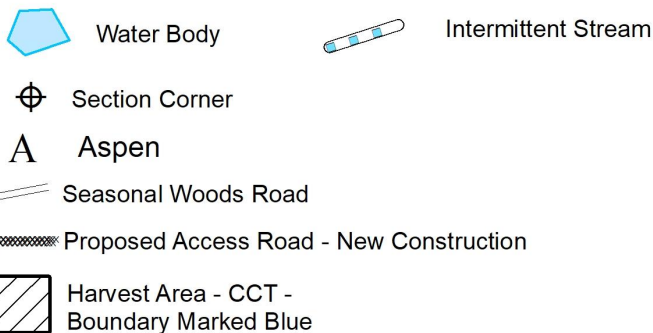 Water Body
Intermittent Stream
Section Corner
A Aspen
Seasonal Woods Road
Proposed Access Road - New Construction
Harvest Area - CCT -
Boundary Marked Blue